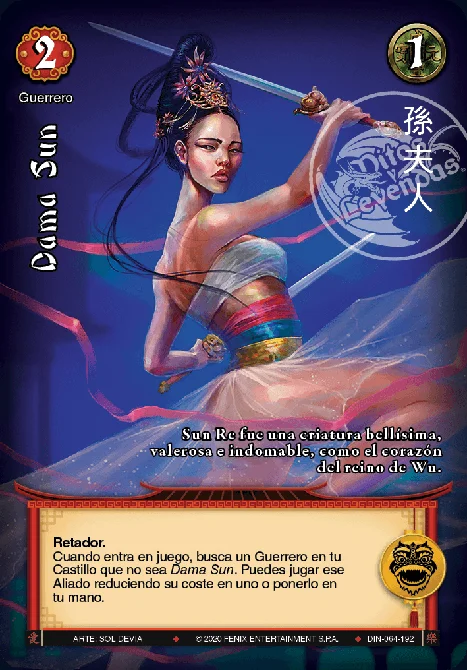 2
1
Guerrero
Dama Sun
孫夫人
Mitos y Leyendas
Sun Re fue una criatura bellísima,
valerosa e indomable, como el corazón
del reino de Wu.
Retador.
Cuando entra en juego, busca un Guerrero en tu
Castillo que no sea Dama Sun. Puedes jugar ese
Aliado reduciendo su coste en uno o ponerlo en
tu mano.
ARTE: SOL DEVIA ◆ © 2020 FENIX ENTERTAINMENT S.P.A. ◆ DIN-064-192